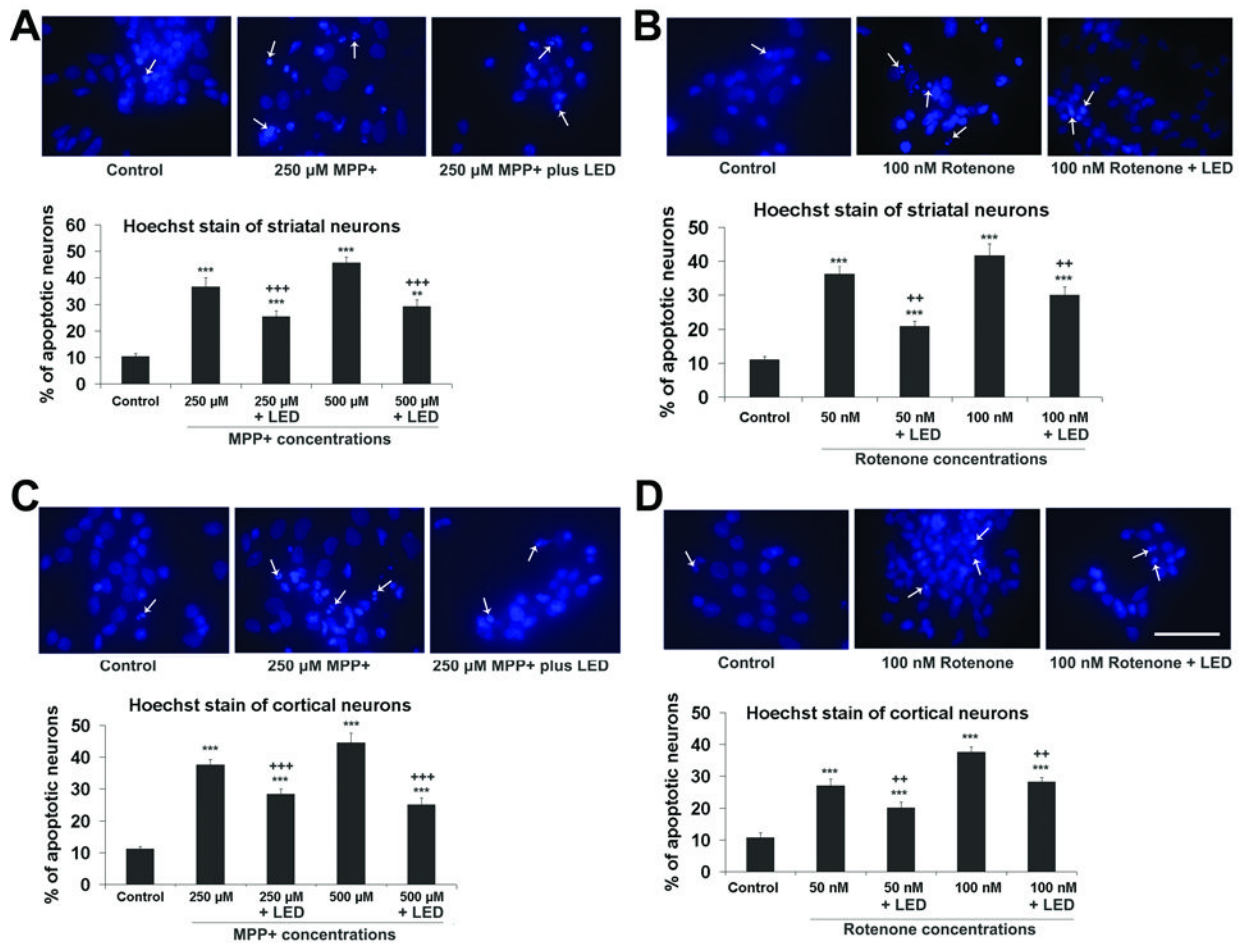 A
Control
250 µM MPP+
250 µM MPP+ plus LED
Hoechst stain of striatal neurons
% of apoptotic neurons
60
50
40
30
20
10
0
***
+++
***
***
+++
**
Control
250 µM
250 µM
+ LED
500 µM
500 µM
+ LED
MPP+ concentrations
B
Control
100 nM Rotenone
100 nM Rotenone + LED
Hoechst stain of striatal neurons
% of apoptotic neurons
50
40
30
20
10
0
***
++
***
***
++
***
Control
50 nM
50 nM
+ LED
100 nM
100 nM
+ LED
Rotenone concentrations
C
Control
250 µM MPP+
250 µM MPP+ plus LED
Hoechst stain of cortical neurons
% of apoptotic neurons
50
40
30
20
10
0
***
+++
***
***
+++
***
Control
250 µM
250 µM
+ LED
500 µM
500 µM
+ LED
MPP+ concentrations
D
Control
100 nM Rotenone
100 nM Rotenone + LED
Hoechst stain of cortical neurons
% of apoptotic neurons
50
40
30
20
10
0
***
++
***
***
++
***
Control
50 nM
50 nM
+ LED
100 nM
100 nM
+ LED
Rotenone concentrations